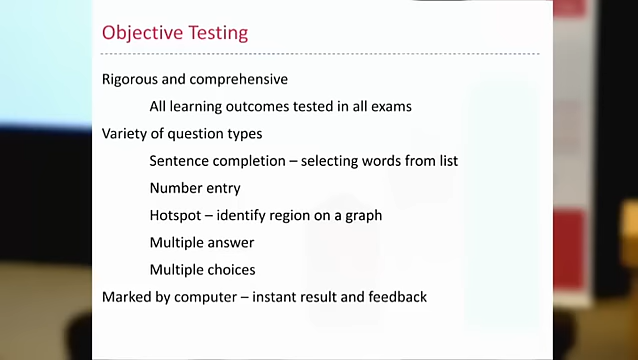 Objective Testing
Rigorous and comprehensive
All learning outcomes tested in all exams
Variety of question types
Sentence completion – selecting words from list
Number entry
Hotspot – identify region on a graph
Multiple answer
Multiple choices
Marked by computer – instant result and feedback